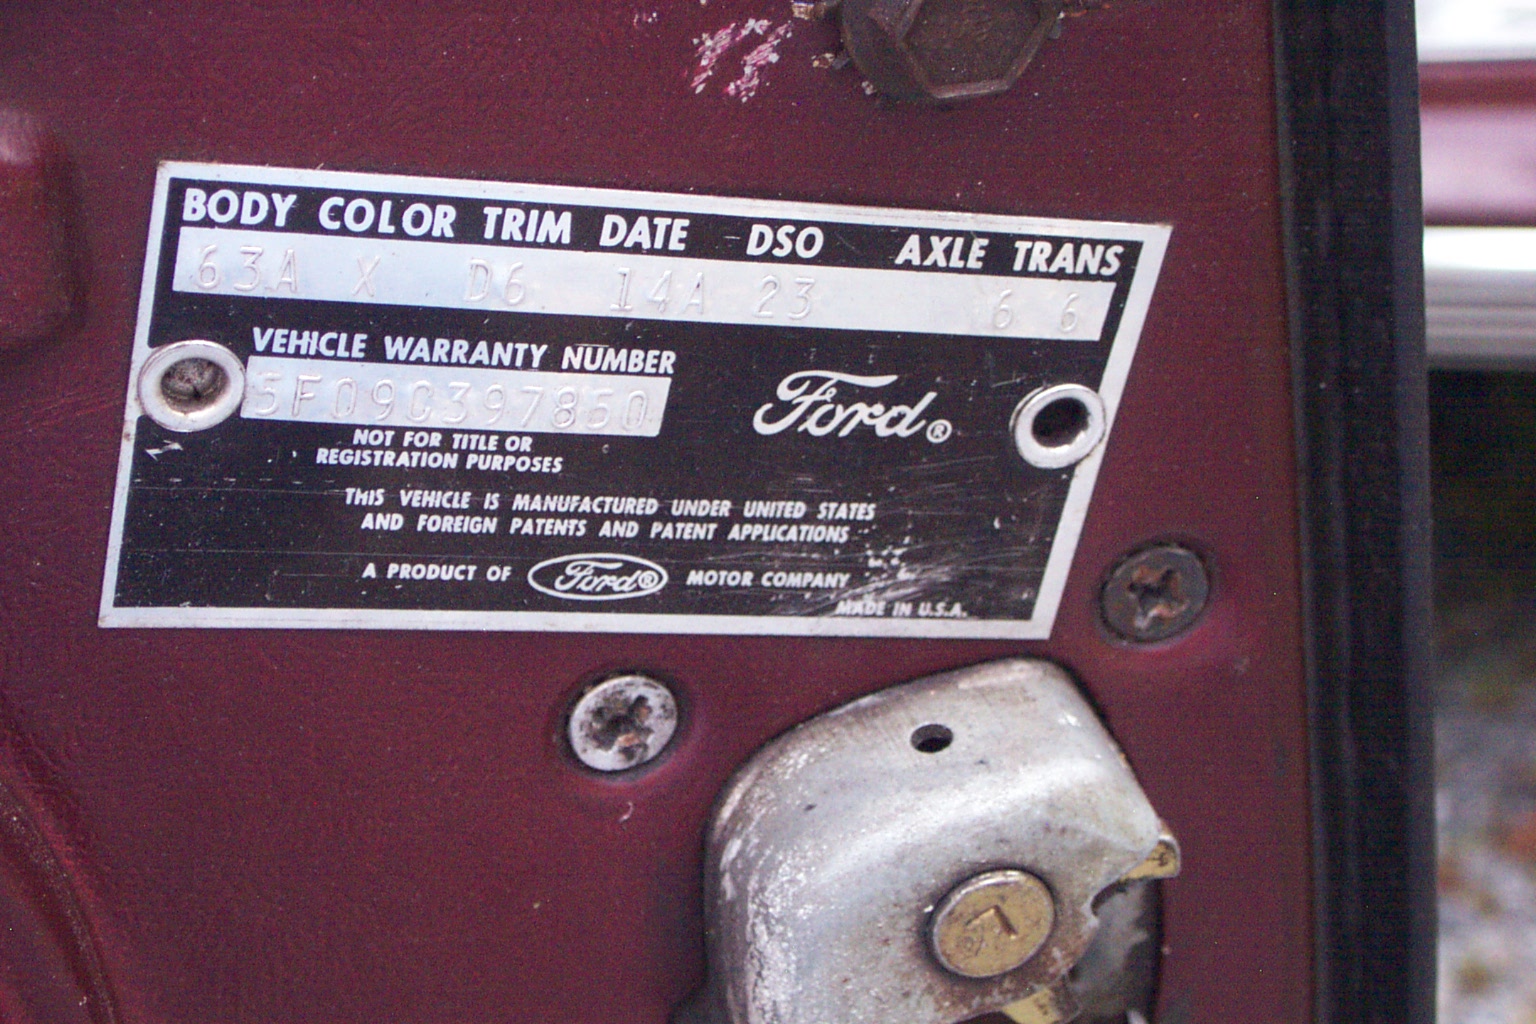 BODY COLOR TRIM DATE DSO AXLE TRANS
63A X D6 14A 23 6 6
VEHICLE WARRANTY NUMBER
5F09C397850
Ford®
NOT FOR TITLE OR
REGISTRATION PURPOSES
THIS VEHICLE IS MANUFACTURED UNDER UNITED STATES
AND FOREIGN PATENTS AND PATENT APPLICATIONS
A PRODUCT OF Ford® MOTOR COMPANY
MADE IN U.S.A.